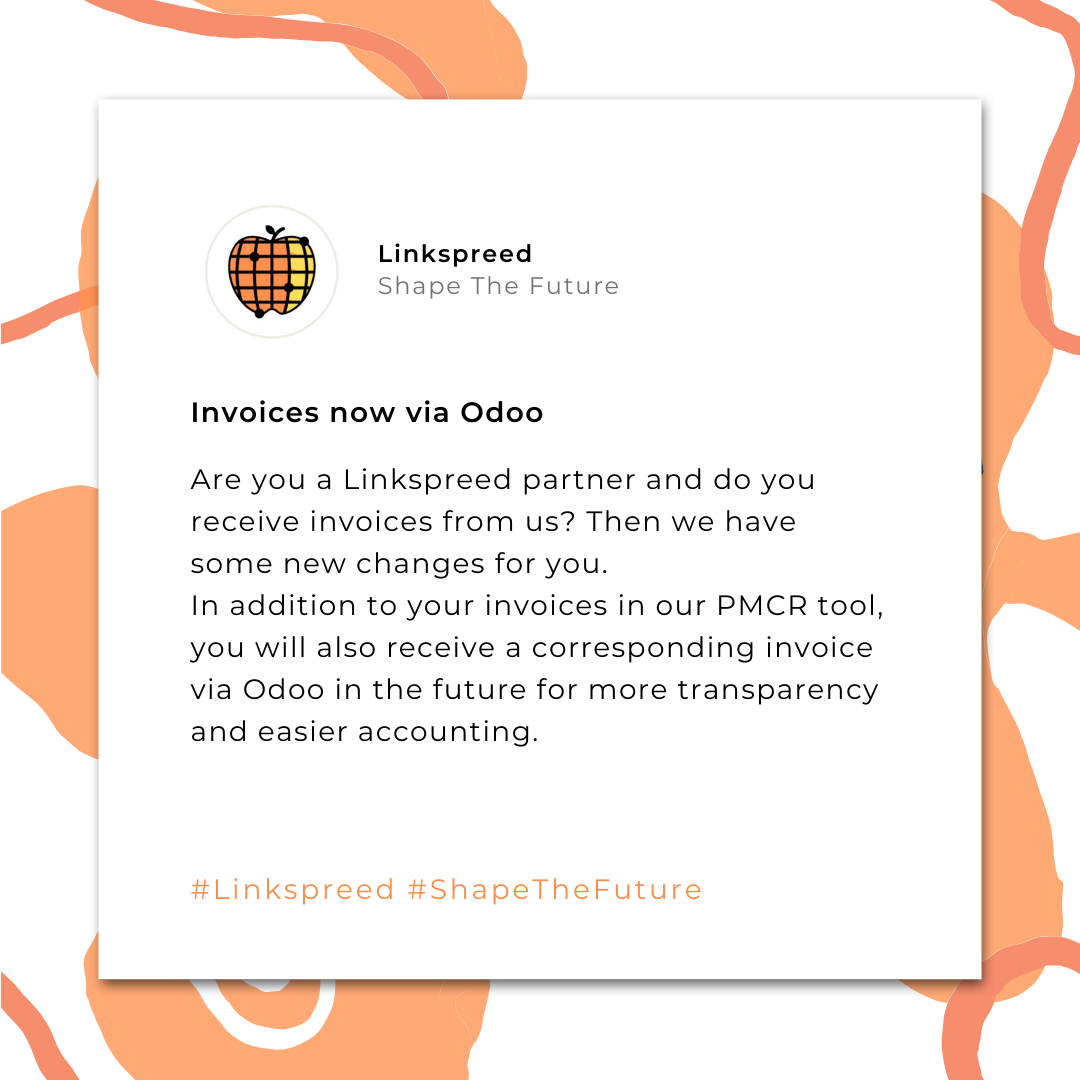 Linkspreed
Shape The Future
Invoices now via Odoo
Are you a Linkspreed partner and do you
receive invoices from us? Then we have
some new changes for you.
In addition to your invoices in our PMCR tool,
you will also receive a corresponding invoice
via Odoo in the future for more transparency
and easier accounting.
#Linkspreed #ShapeTheFuture